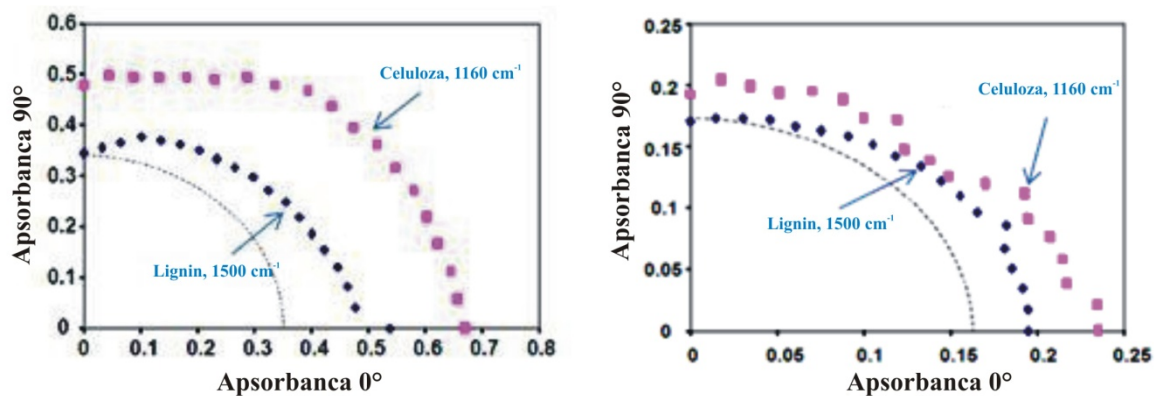 0.6
0.5
0.4
0.3
0.2
0.1
0
Apsorbanca 90°
Celuloza, 1160 cm⁻¹
Lignin, 1500 cm⁻¹
0 0.1 0.2 0.3 0.4 0.5 0.6 0.7 0.8
Apsorbanca 0°
0.25
0.20
0.15
0.10
0.05
0
Apsorbanca 90°
Celuloza, 1160 cm⁻¹
Lignin, 1500 cm⁻¹
0 0.05 0.1 0.15 0.2 0.25
Apsorbanca 0°